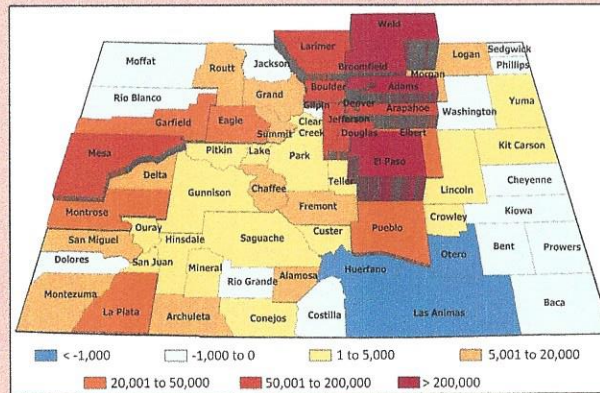 Weld
Larimer
Moffat
Routt
Jackson
Logan
Sedgwick
Phillips
Broomfield
Morgan
Grand
Boulder
Adams
Rio Blanco
Gilpin
Denver
Arapahoe
Washington
Yuma
Garfield
Eagle
Clear
Creek
Jefferson
Summit
Douglas
Elbert
Kit Carson
Mesa
Pitkin
Lake
Park
El Paso
Delta
Teller
Lincoln
Cheyenne
Gunnison
Chaffee
Fremont
Kiowa
Montrose
Ouray
Custer
Pueblo
Crowley
San Miguel
Hinsdale
Saguache
Otero
Bent
Prowers
Dolores
San Juan
Mineral
Rio Grande
Alamosa
Huerfano
Montezuma
La Plata
Archuleta
Conejos
Costilla
Las Animas
Baca
< -1,000
-1,000 to 0
1 to 5,000
5,001 to 20,000
20,001 to 50,000
50,001 to 200,000
> 200,000